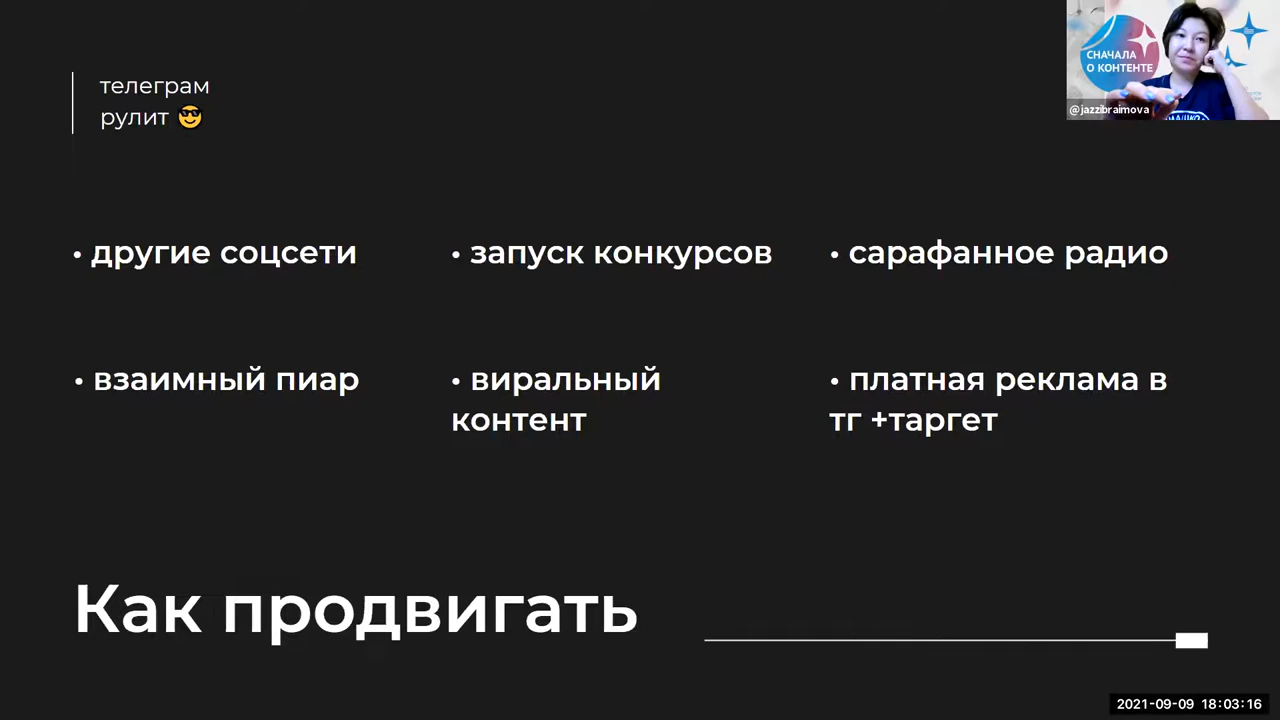 телеграм
рулит 😎
СНАЧАЛА
О КОНТЕНТЕ
@jazzibraimova
• другие соцсети
• запуск конкурсов
• сарафанное радио
• взаимный пиар
• виральный
контент
• платная реклама в
тг +таргет
Как продвигать
2021-09-09 18:03:16